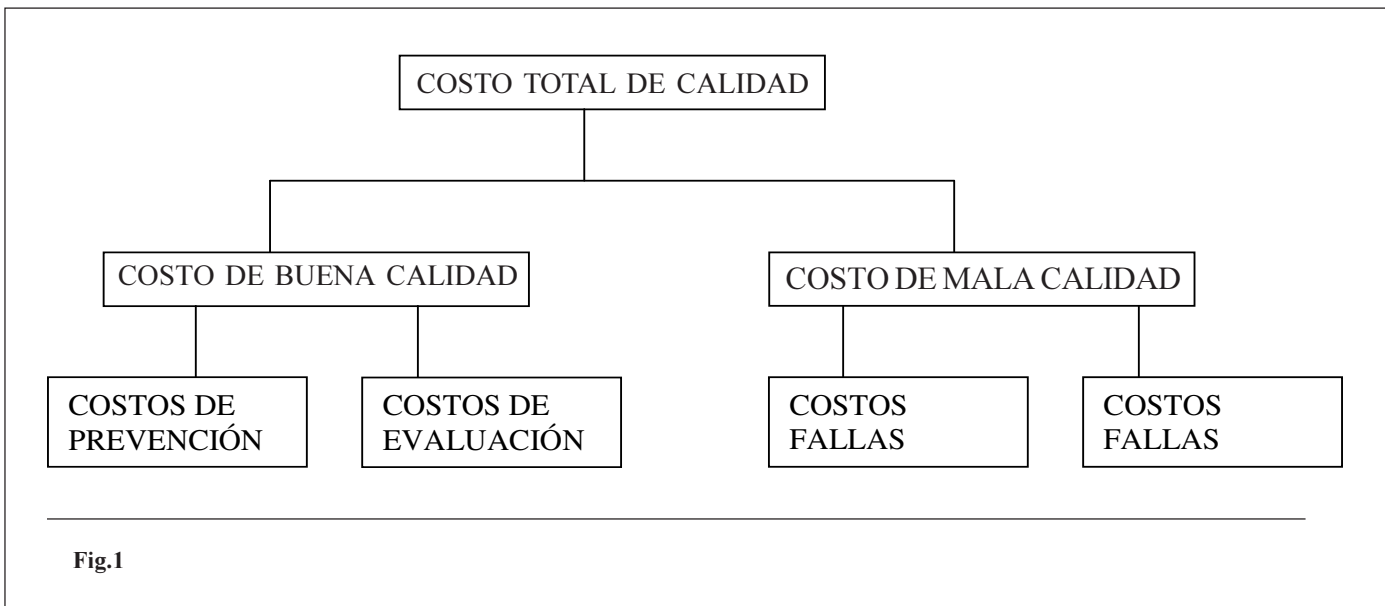 COSTO TOTAL DE CALIDAD
COSTO DE BUENA CALIDAD
COSTO DE MALA CALIDAD
COSTOS DE
PREVENCIÓN
COSTOS DE
EVALUACIÓN
COSTOS
FALLAS
COSTOS
FALLAS
Fig.1